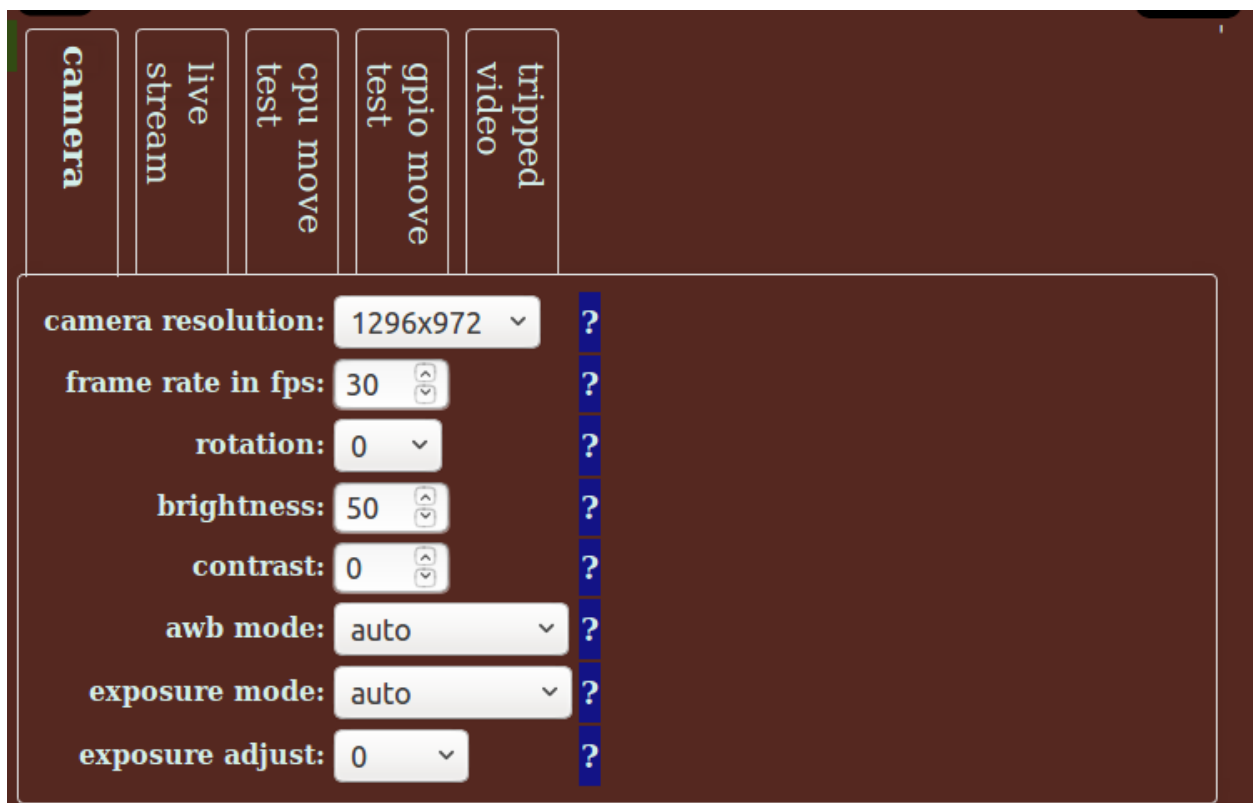 camera
live
stream
cpu move
test
gpio move
test
tripped
video
camera resolution: 1296x972 ?
frame rate in fps: 30 ?
rotation: 0 ?
brightness: 50 ?
contrast: 0 ?
awb mode: auto ?
exposure mode: auto ?
exposure adjust: 0 ?